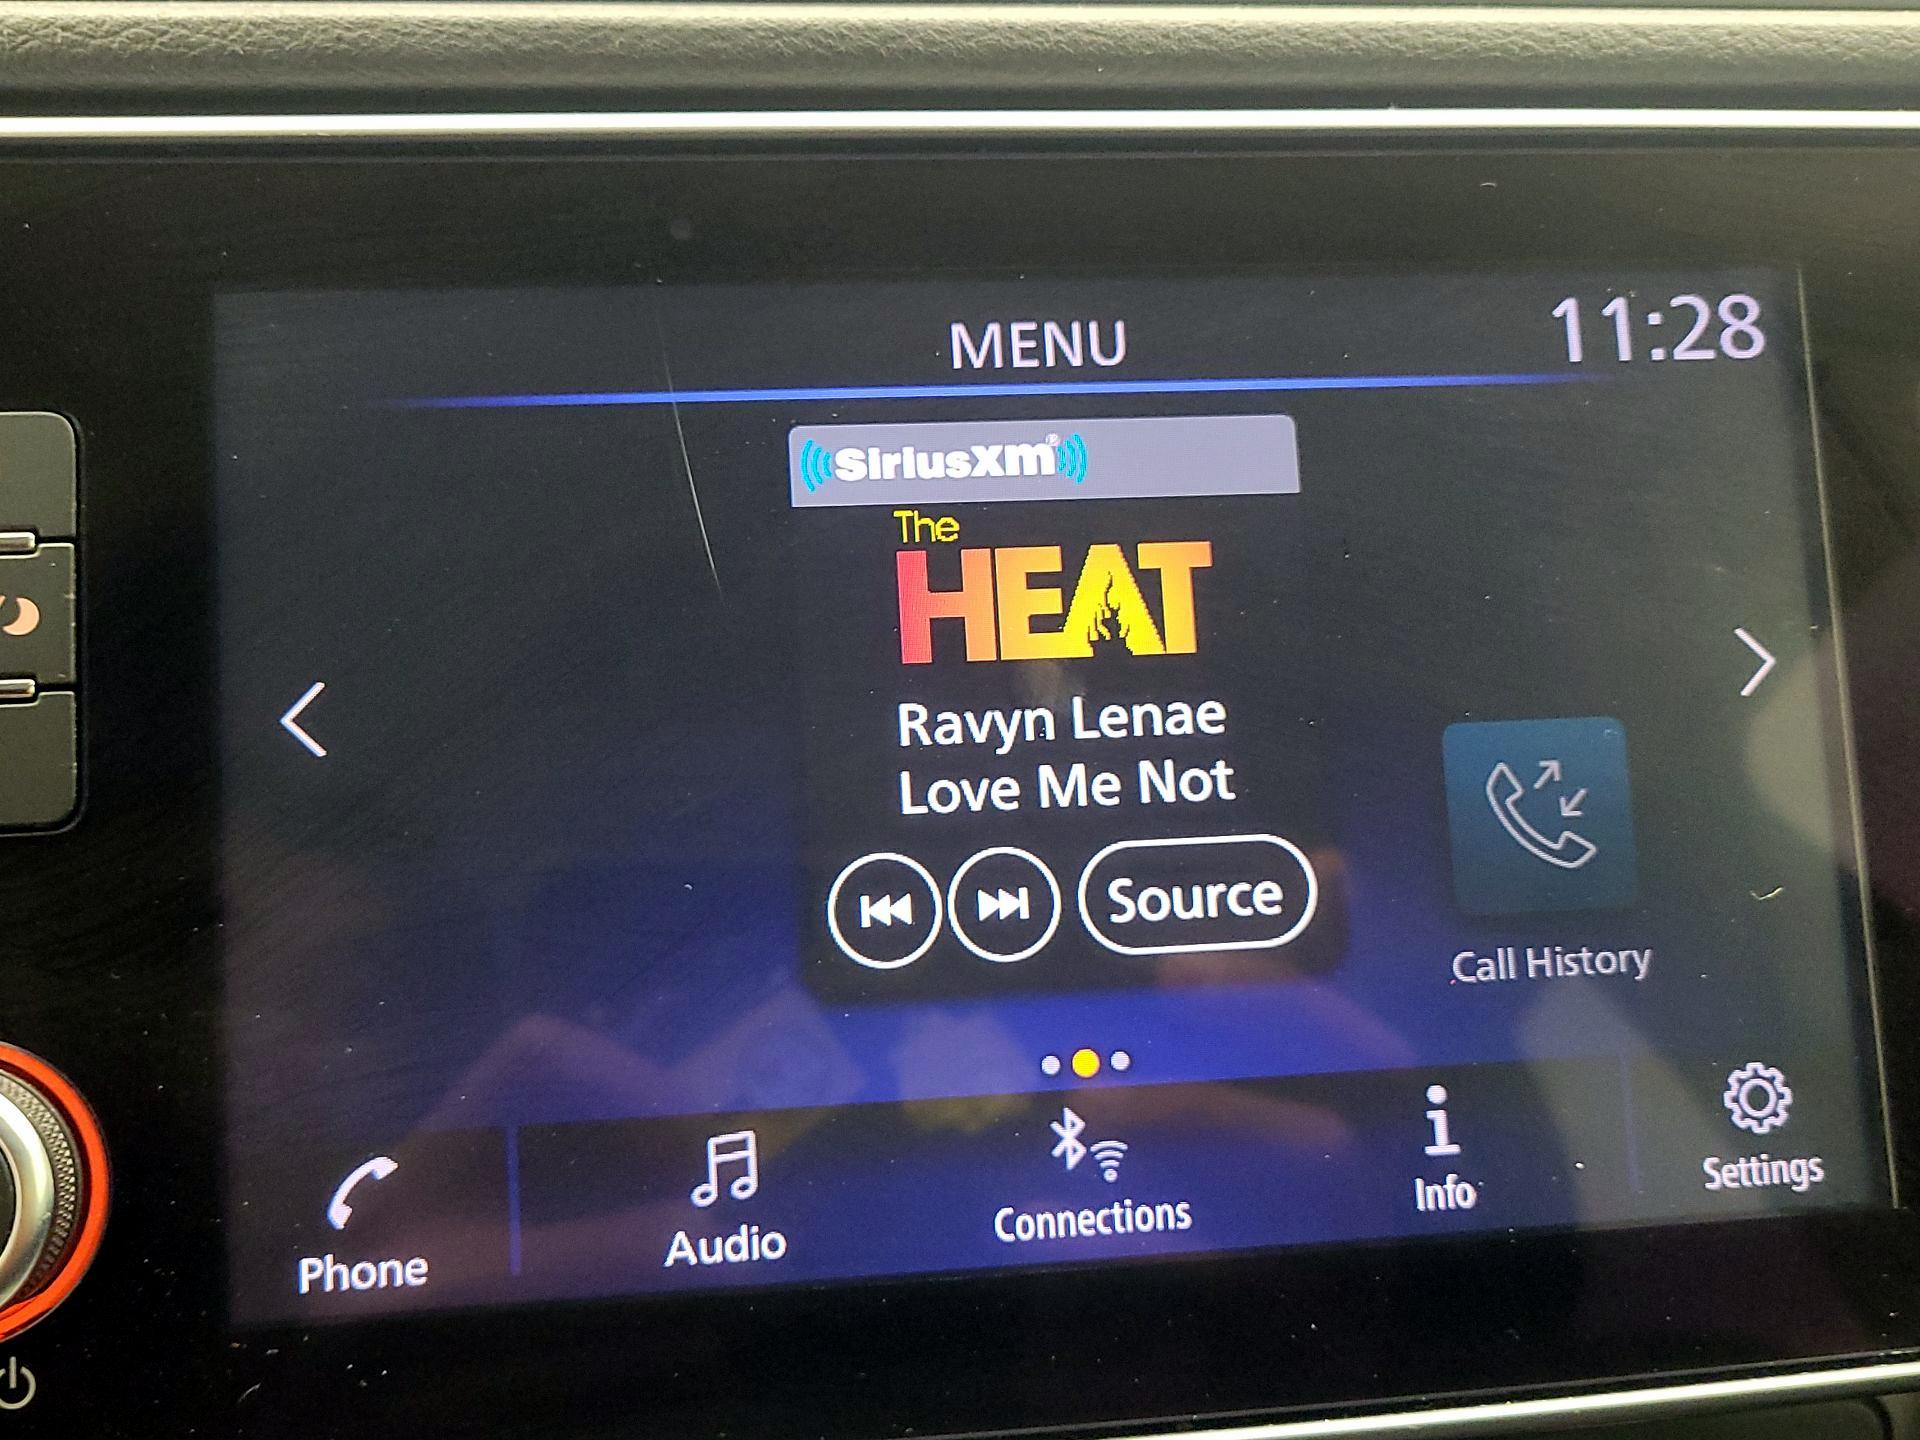 MENU
11:28
SiriusXm®
The
HEAT
Ravyn Lenae
Love Me Not
Source
Call History
Phone
Audio
Connections
Info
Settings